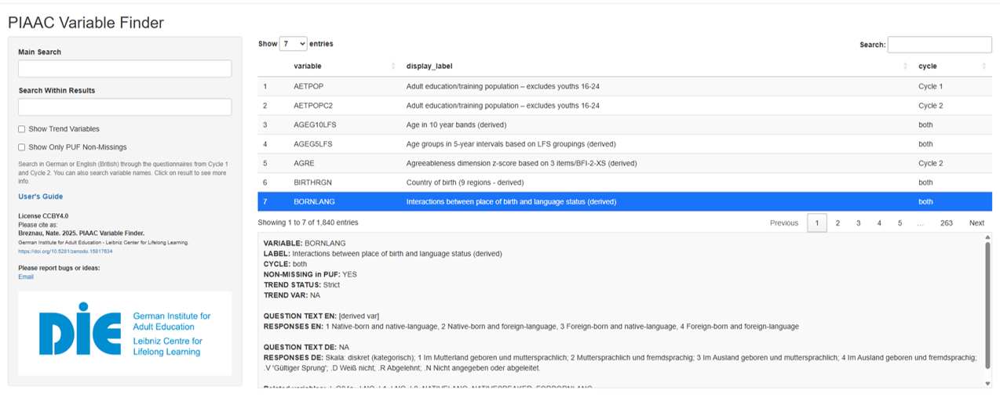 PIAAC Variable Finder
Main Search
Search Within Results
Show Trend Variables
Show Only PUF Non-Missings
Search in German or English (British) through the questionnaires from Cycle 1
and Cycle 2. You can also search variable names. Click on result to see more
info.
User's Guide
License CCBY4.0
Please cite as:
Breznau, Nate. 2025. PIAAC Variable Finder.
German Institute for Adult Education - Leibniz Center for Lifelong Learning.
https://doi.org/10.5281/zenodo.15817634
Please report bugs or ideas:
Email
DIE
German Institute for
Adult Education
Leibniz Centre for
Lifelong Learning
Show 7 entries
Search:
variable display_label cycle
1 AETPOP Adult education/training population – excludes youths 16-24 Cycle 1
2 AETPOPC2 Adult education/training population – excludes youths 16-24 Cycle 2
3 AGEG10LFS Age in 10 year bands (derived) both
4 AGEG5LFS Age groups in 5-year intervals based on LFS groupings (derived) both
5 AGRE Agreeableness dimension z-score based on 3 items/BFI-2-XS (derived) Cycle 2
6 BIRTHRGN Country of birth (9 regions - derived) both
7 BORNLANG Interactions between place of birth and language status (derived) both
Showing 1 to 7 of 1,840 entries
Previous 1 2 3 4 5 … 263 Next
VARIABLE: BORNLANG
LABEL: Interactions between place of birth and language status (derived)
CYCLE: both
NON-MISSING in PUF: YES
TREND STATUS: Strict
TREND VAR: NA
QUESTION TEXT EN: [derived var]
RESPONSES EN: 1 Native-born and native-language, 2 Native-born and foreign-language, 3 Foreign-born and native-language, 4 Foreign-born and foreign-language
QUESTION TEXT DE: NA
RESPONSES DE: Skala: diskret (kategorisch); 1 Im Mutterland geboren und muttersprachlich; 2 Muttersprachlich und fremdsprachig; 3 Im Ausland geboren und muttersprachlich; 4 Im Ausland geboren und fremdsprachig;
.V 'Gültiger Sprung'; .D Weiß nicht; .R Abgelehnt; .N Nicht angegeben oder abgeleitet.